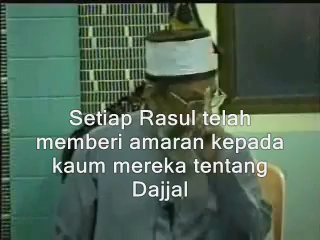 Setiap Rasul telah
memberi amaran kepada
kaum mereka tentang
Dajjal